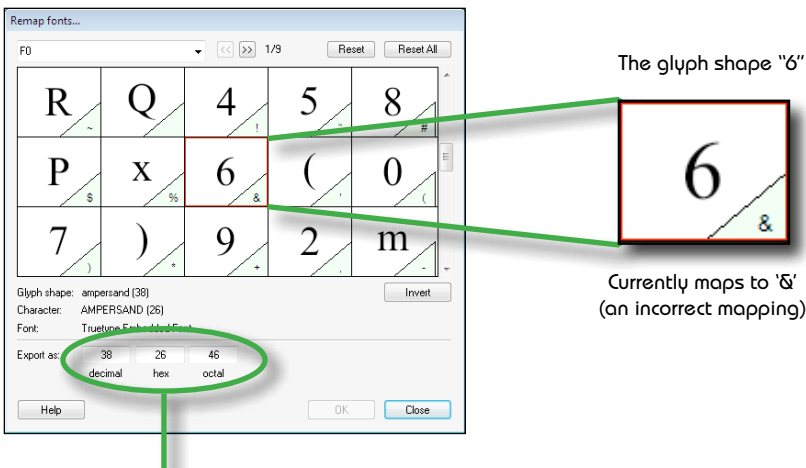 Remap fonts...
F0 << >> 1/9 Reset Reset All
R ~ Q 4 ! 5 " 8 #
P $ x % 6 & ( ' 0 (
7 ) ) * 9 + 2 , m -
Glyph shape: ampersand (38) Invert
Character: AMPERSAND (26)
Font: Truetype Embedded Font
Export as: 38 26 46
decimal hex octal
Help OK Close
The glyph shape "6"
6
&
Currently maps to '&'
(an incorrect mapping)